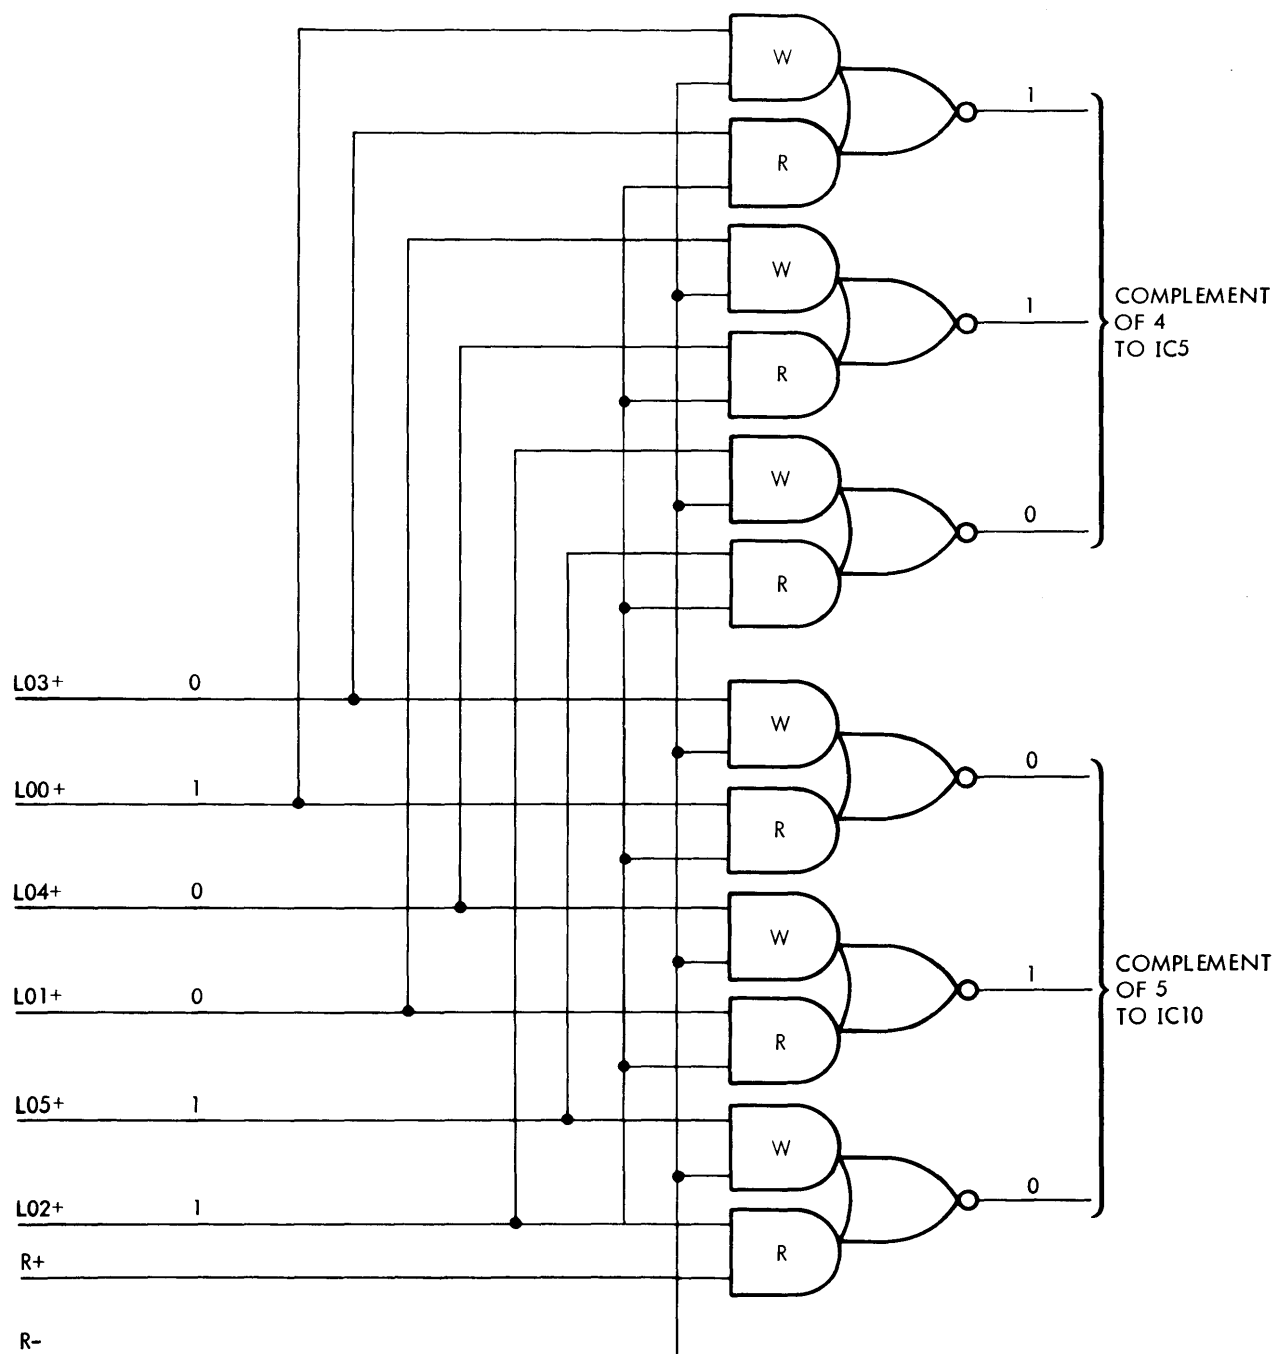 W
1
R
W
1
COMPLEMENT
OF 4
TO IC5
R
W
0
R
L03+ 0
W
0
L00+ 1
R
L04+ 0
W
1
COMPLEMENT
OF 5
TO IC10
L01+ 0
R
L05+ 1
W
0
L02+ 1
R
R+
R-